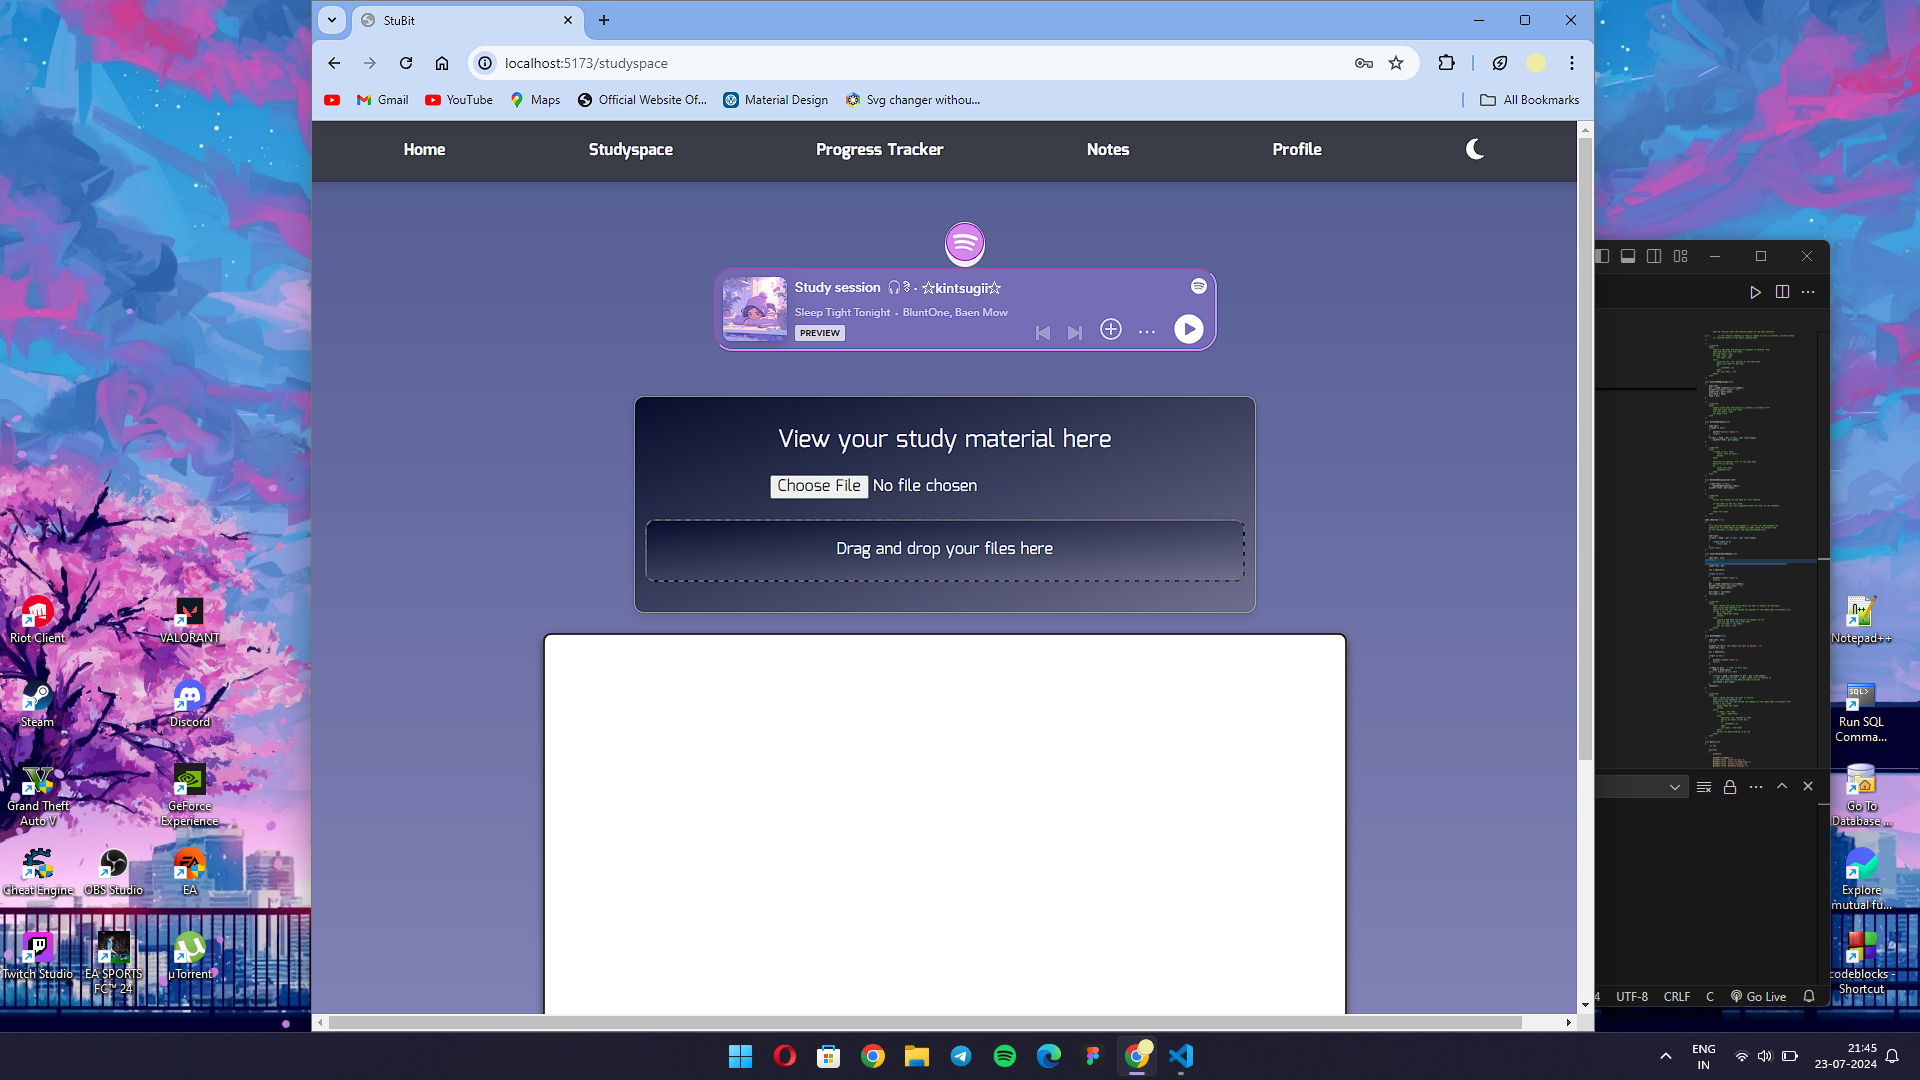 StuBit
localhost:5173/studyspace
Gmail
YouTube
Maps
Official Website Of...
Material Design
Svg changer withou...
All Bookmarks
Home
Studyspace
Progress Tracker
Notes
Profile
Study session
· ☆kintsugii☆
Sleep Tight Tonight · BluntOne, Baen Mow
PREVIEW
View your study material here
Choose File No file chosen
Drag and drop your files here
Riot Client
VALORANT
Steam
Discord
Grand Theft
Auto V
GeForce
Experience
Cheat Engine
OBS Studio
EA
Twitch Studio
EA SPORTS
FC™ 24
µTorrent
Notepad++
SQL>
Run SQL
Comma...
Go To
Database ...
Explore
mutual fu...
codeblocks -
Shortcut
4 UTF-8 CRLF C Go Live
ENG
IN
21:45
23-07-2024